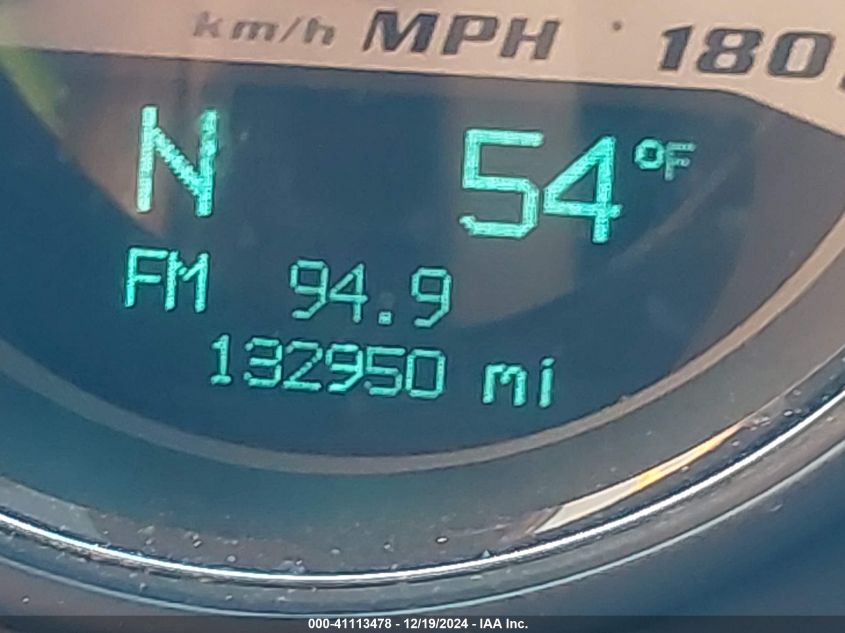 km/h MPH 180
N 54 °F
FM 94.9
132950 mi
000-41113478 - 12/19/2024 - IAA Inc.